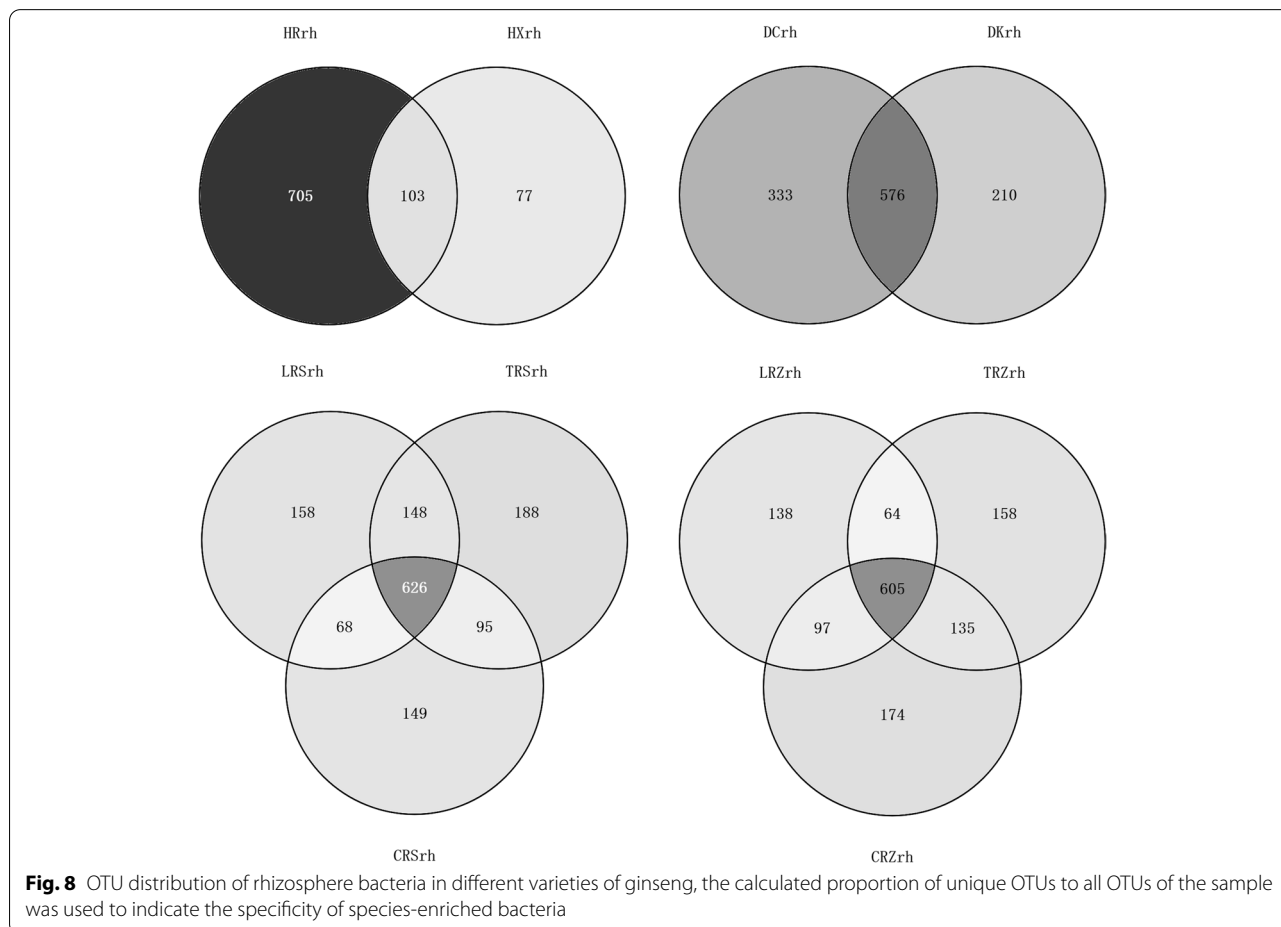 HRrh HXrh DCrh DKrh
705 103 77 333 576 210
LRSrh TRSrh LRZrh TRZrh
158 148 188 138 64 158
626 605
68 95 97 135
149 174
CRSrh CRZrh
Fig. 8 OTU distribution of rhizosphere bacteria in different varieties of ginseng, the calculated proportion of unique OTUs to all OTUs of the sample
was used to indicate the specificity of species-enriched bacteria